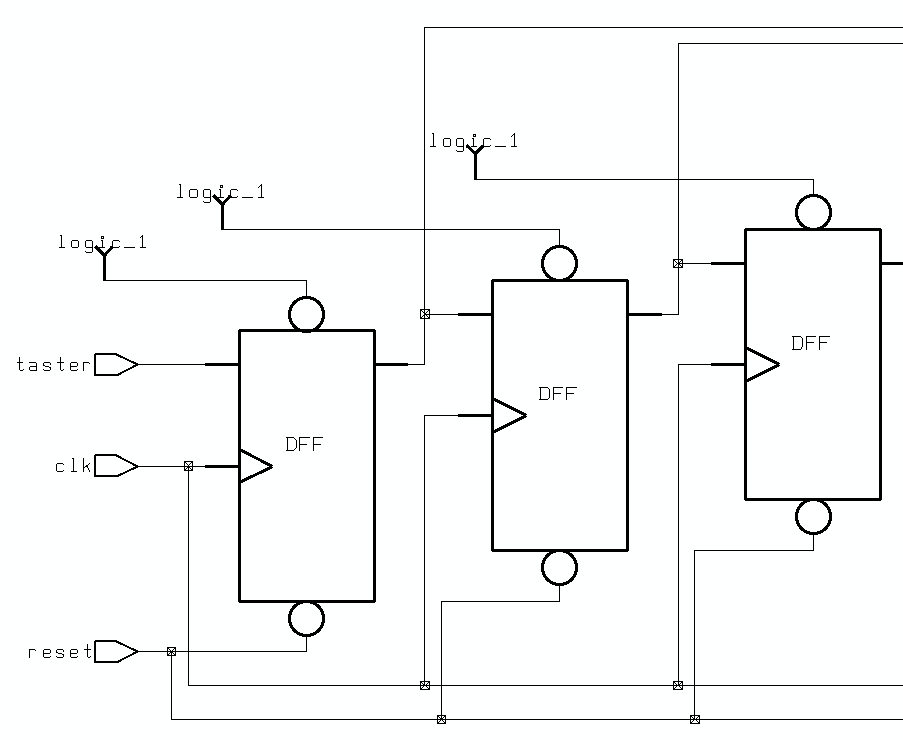 logic_1
logic_1
logic_1
DFF
taster
DFF
DFF
clk
reset